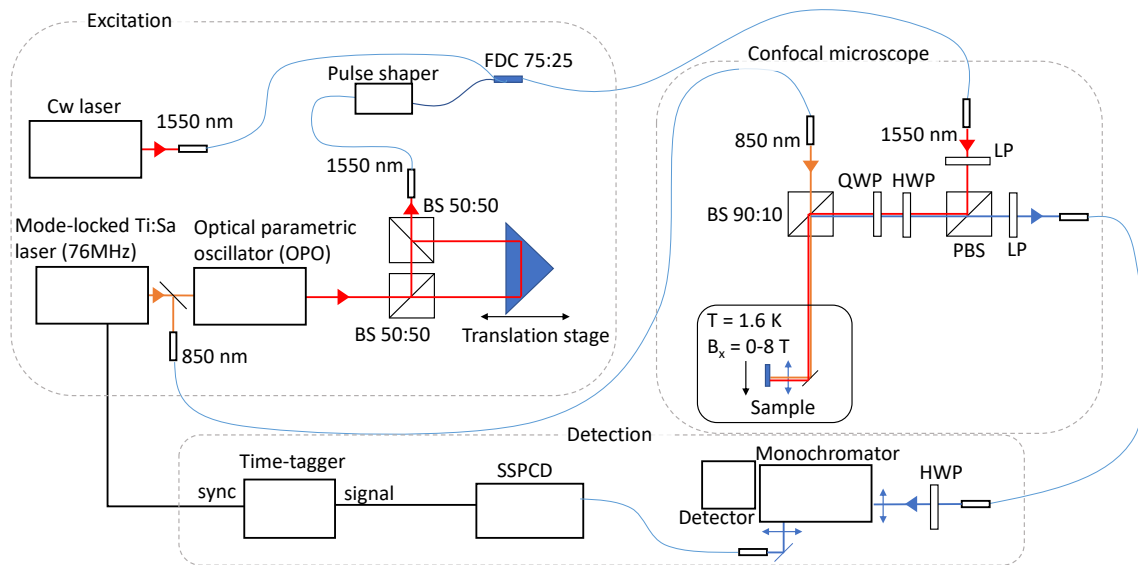 Excitation
FDC 75:25
Pulse shaper
Cw laser
1550 nm
1550 nm
BS 50:50
Mode-locked Ti:Sa
laser (76MHz)
Optical parametric
oscillator (OPO)
BS 50:50
Translation stage
850 nm
Confocal microscope
850 nm
1550 nm
LP
QWP
HWP
BS 90:10
PBS
LP
T = 1.6 K
Bx = 0-8 T
Sample
Detection
Time-tagger
sync
signal
SSPCD
Monochromator
HWP
Detector